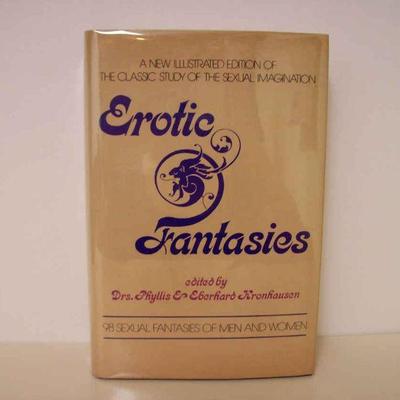 A NEW ILLUSTRATED EDITION OF
THE CLASSIC STUDY OF THE SEXUAL IMAGINATION
Erotic
Fantasies
edited by
Drs. Phyllis & Eberhard Kronhausen
98 SEXUAL FANTASIES OF MEN AND WOMEN